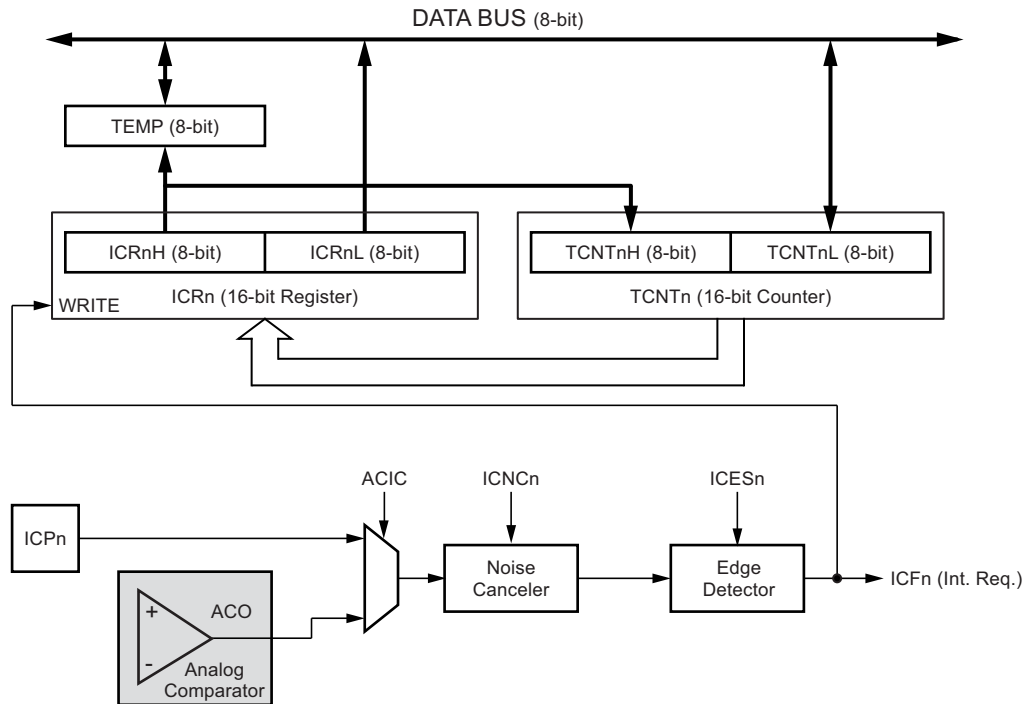 DATA BUS (8-bit)
TEMP (8-bit)
ICRnH (8-bit)
ICRnL (8-bit)
TCNTnH (8-bit)
TCNTnL (8-bit)
WRITE
ICRn (16-bit Register)
TCNTn (16-bit Counter)
ACIC
ICNCn
ICESn
ICPn
Noise
Canceler
Edge
Detector
ICFn (Int. Req.)
+
ACO
-
Analog
Comparator